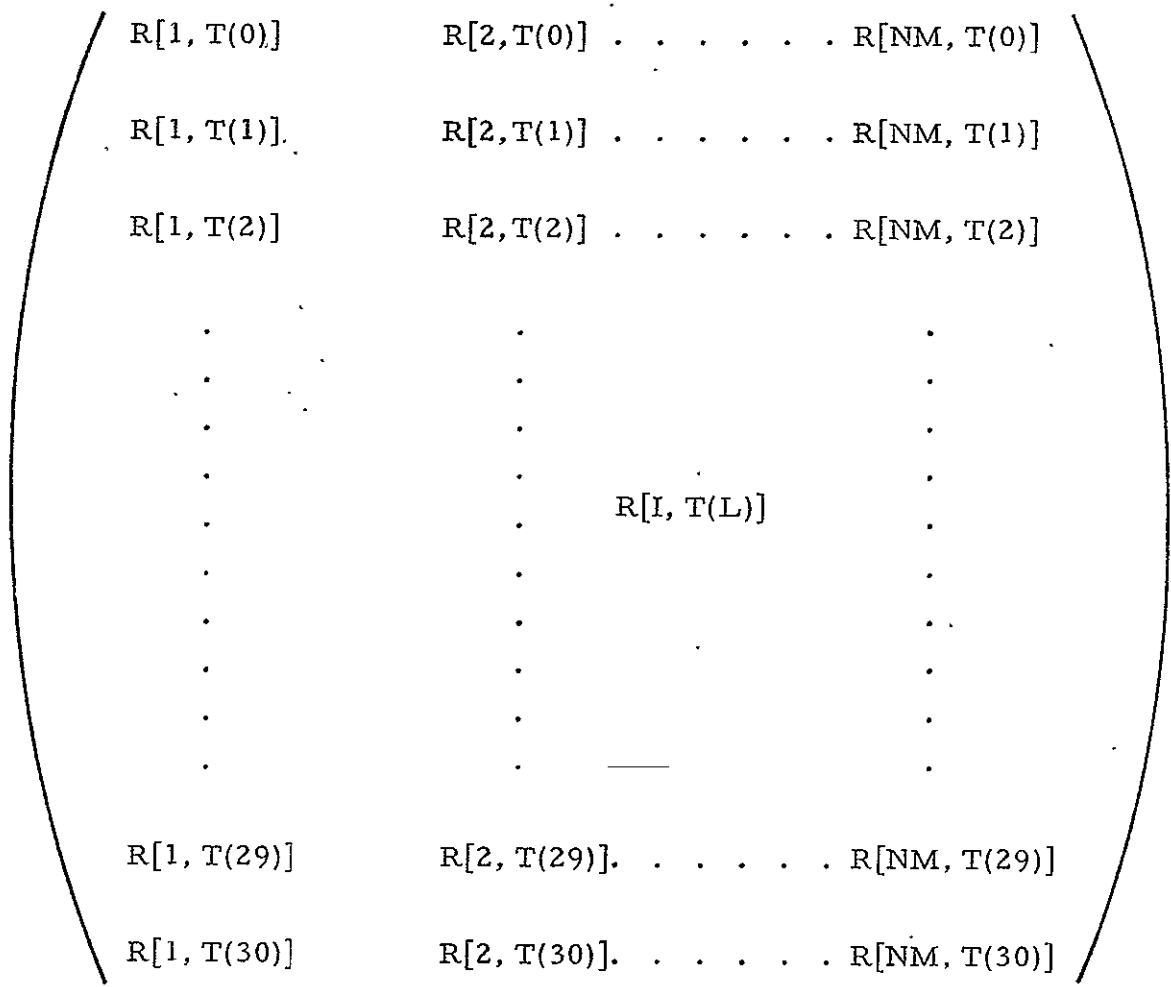 R[1, T(0)] R[2,T(0)] . . . . . . R[NM, T(0)]
R[1, T(1)] R[2,T(1)] . . . . . . R[NM, T(1)]
R[1, T(2)] R[2,T(2)] . . . . . . R[NM, T(2)]
. . .
. . .
. . .
. . .
R[I, T(L)]
. . .
. . .
. . .
. . .
. . .
. . .
R[1, T(29)] R[2, T(29)]. . . . . . R[NM, T(29)]
R[1, T(30)] R[2, T(30)]. . . . . . R[NM, T(30)]